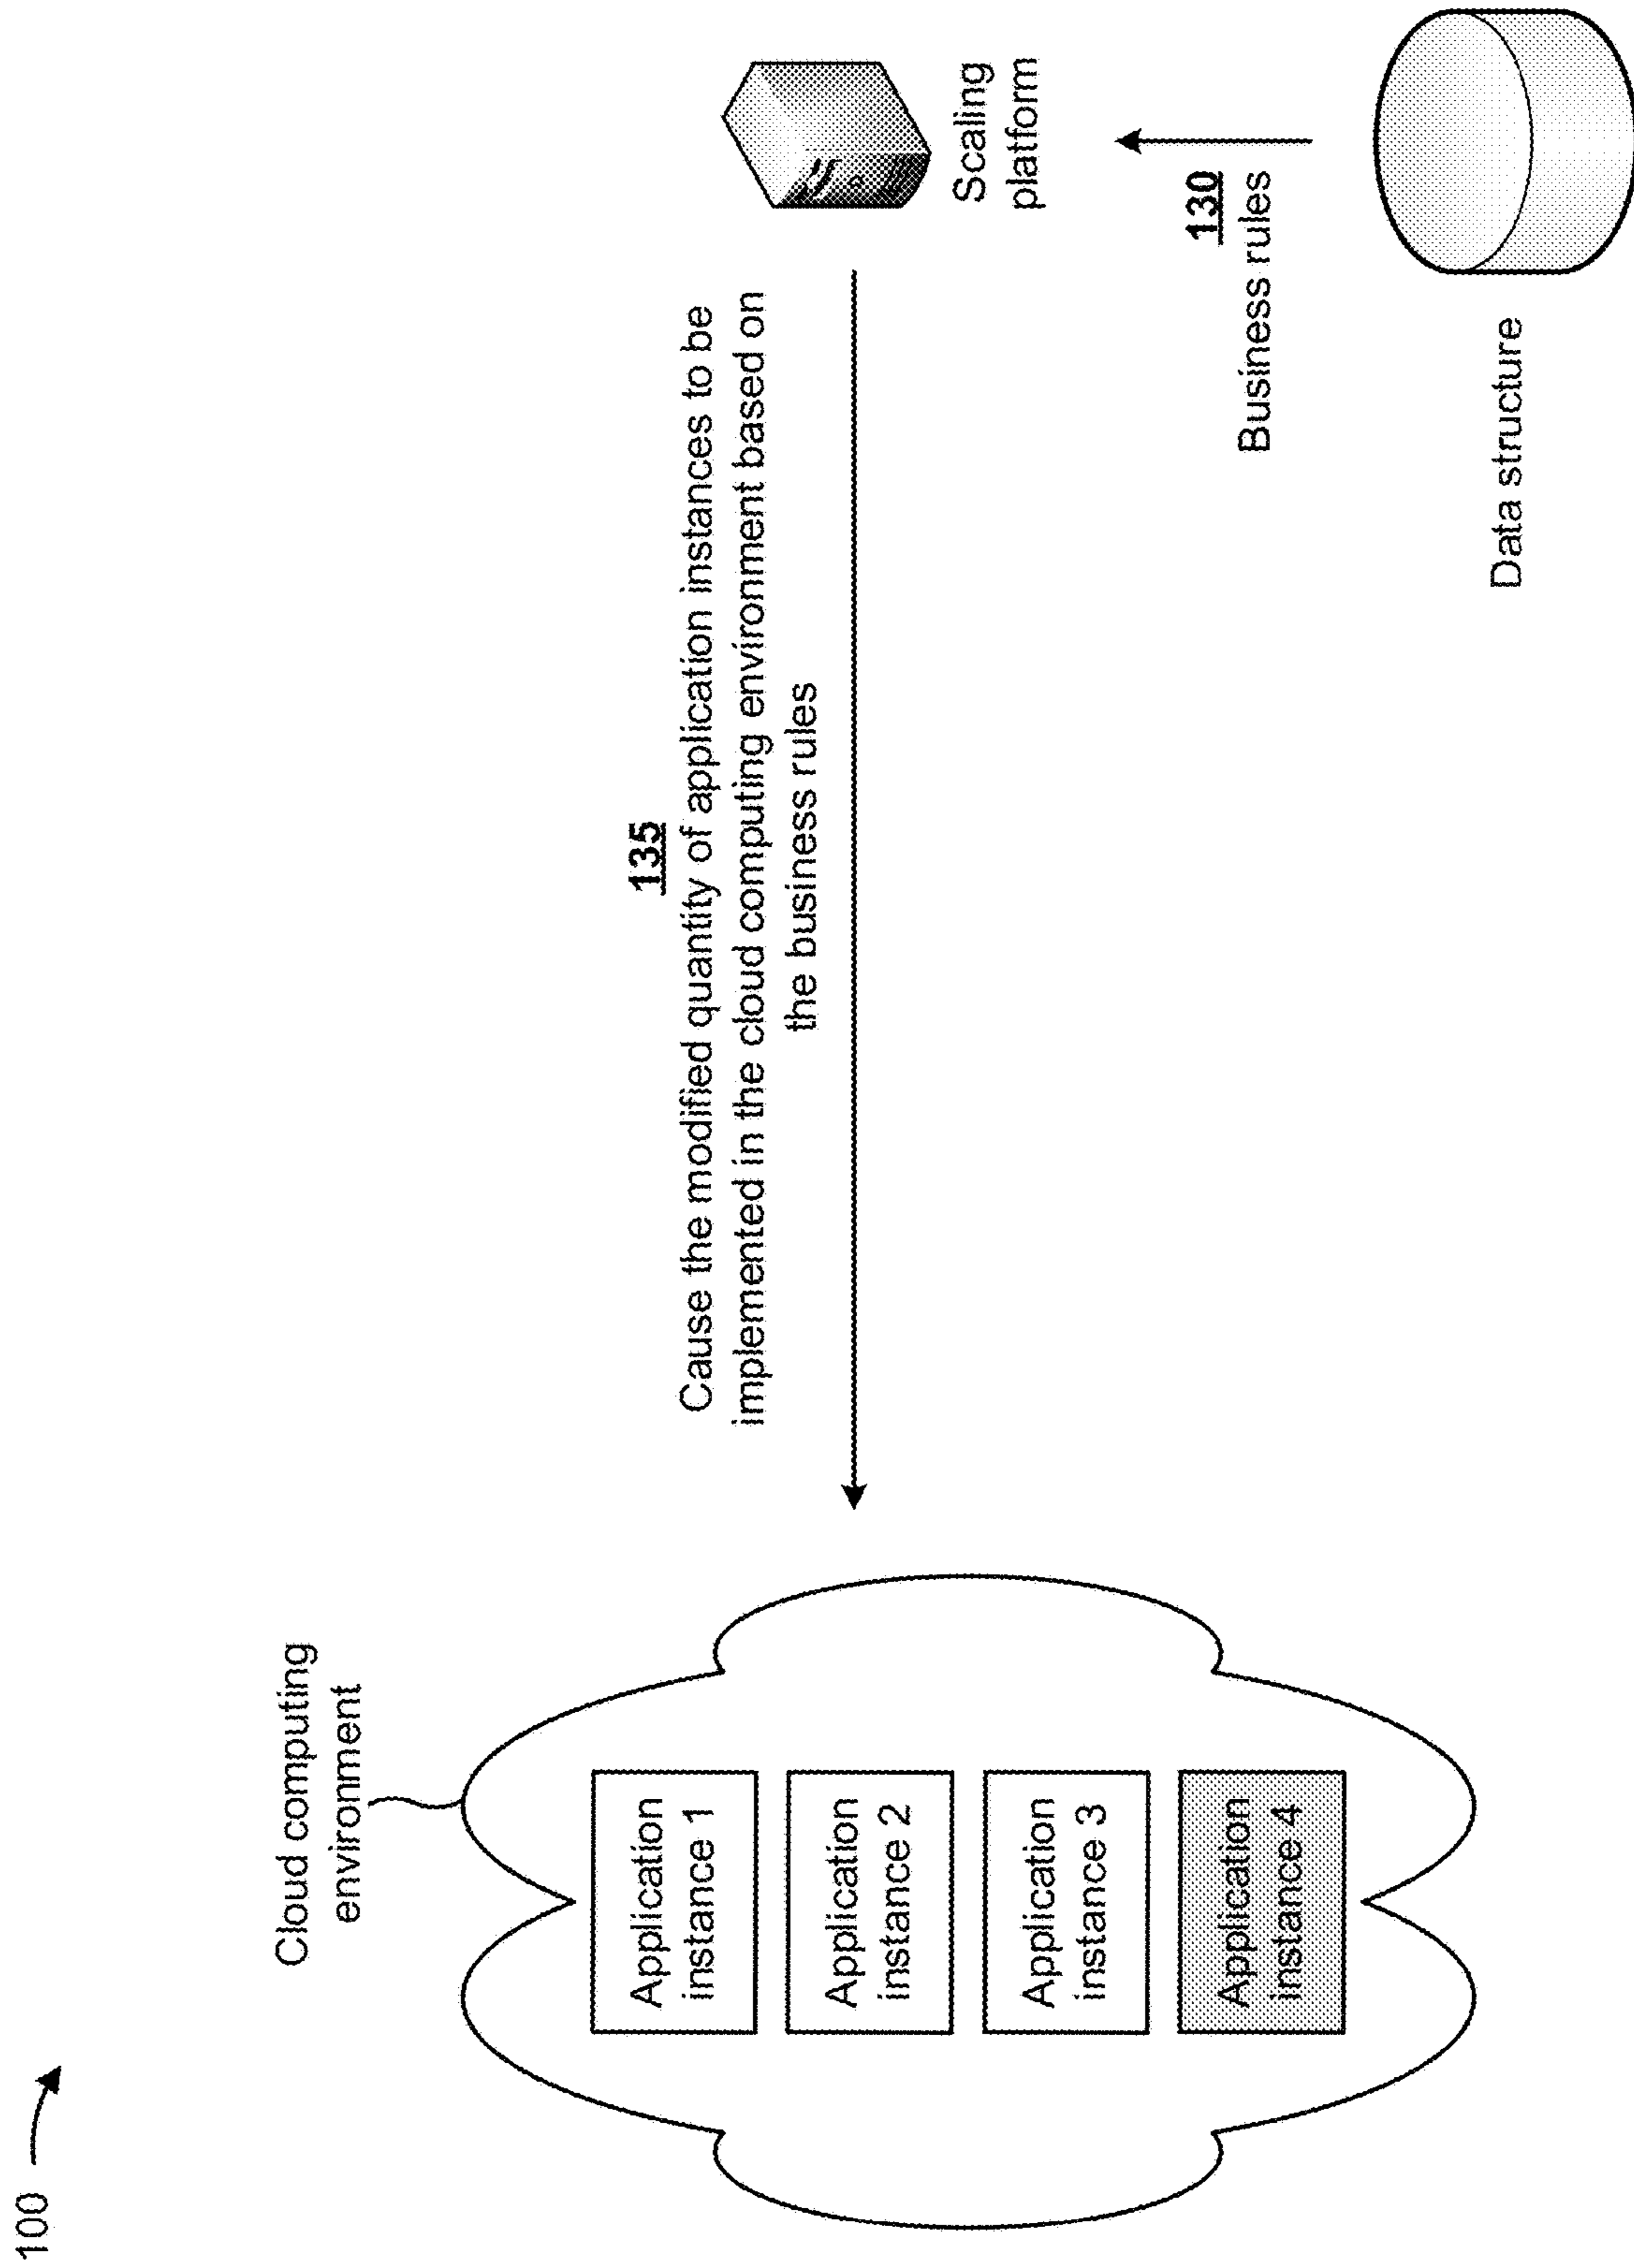 100
Cloud computing
environment
Application
instance 1
Application
instance 2
Application
instance 3
Application
instance 4
135
Cause the modified quantity of application instances to be
implemented in the cloud computing environment based on
the business rules
Scaling
platform
130
Business rules
Data structure